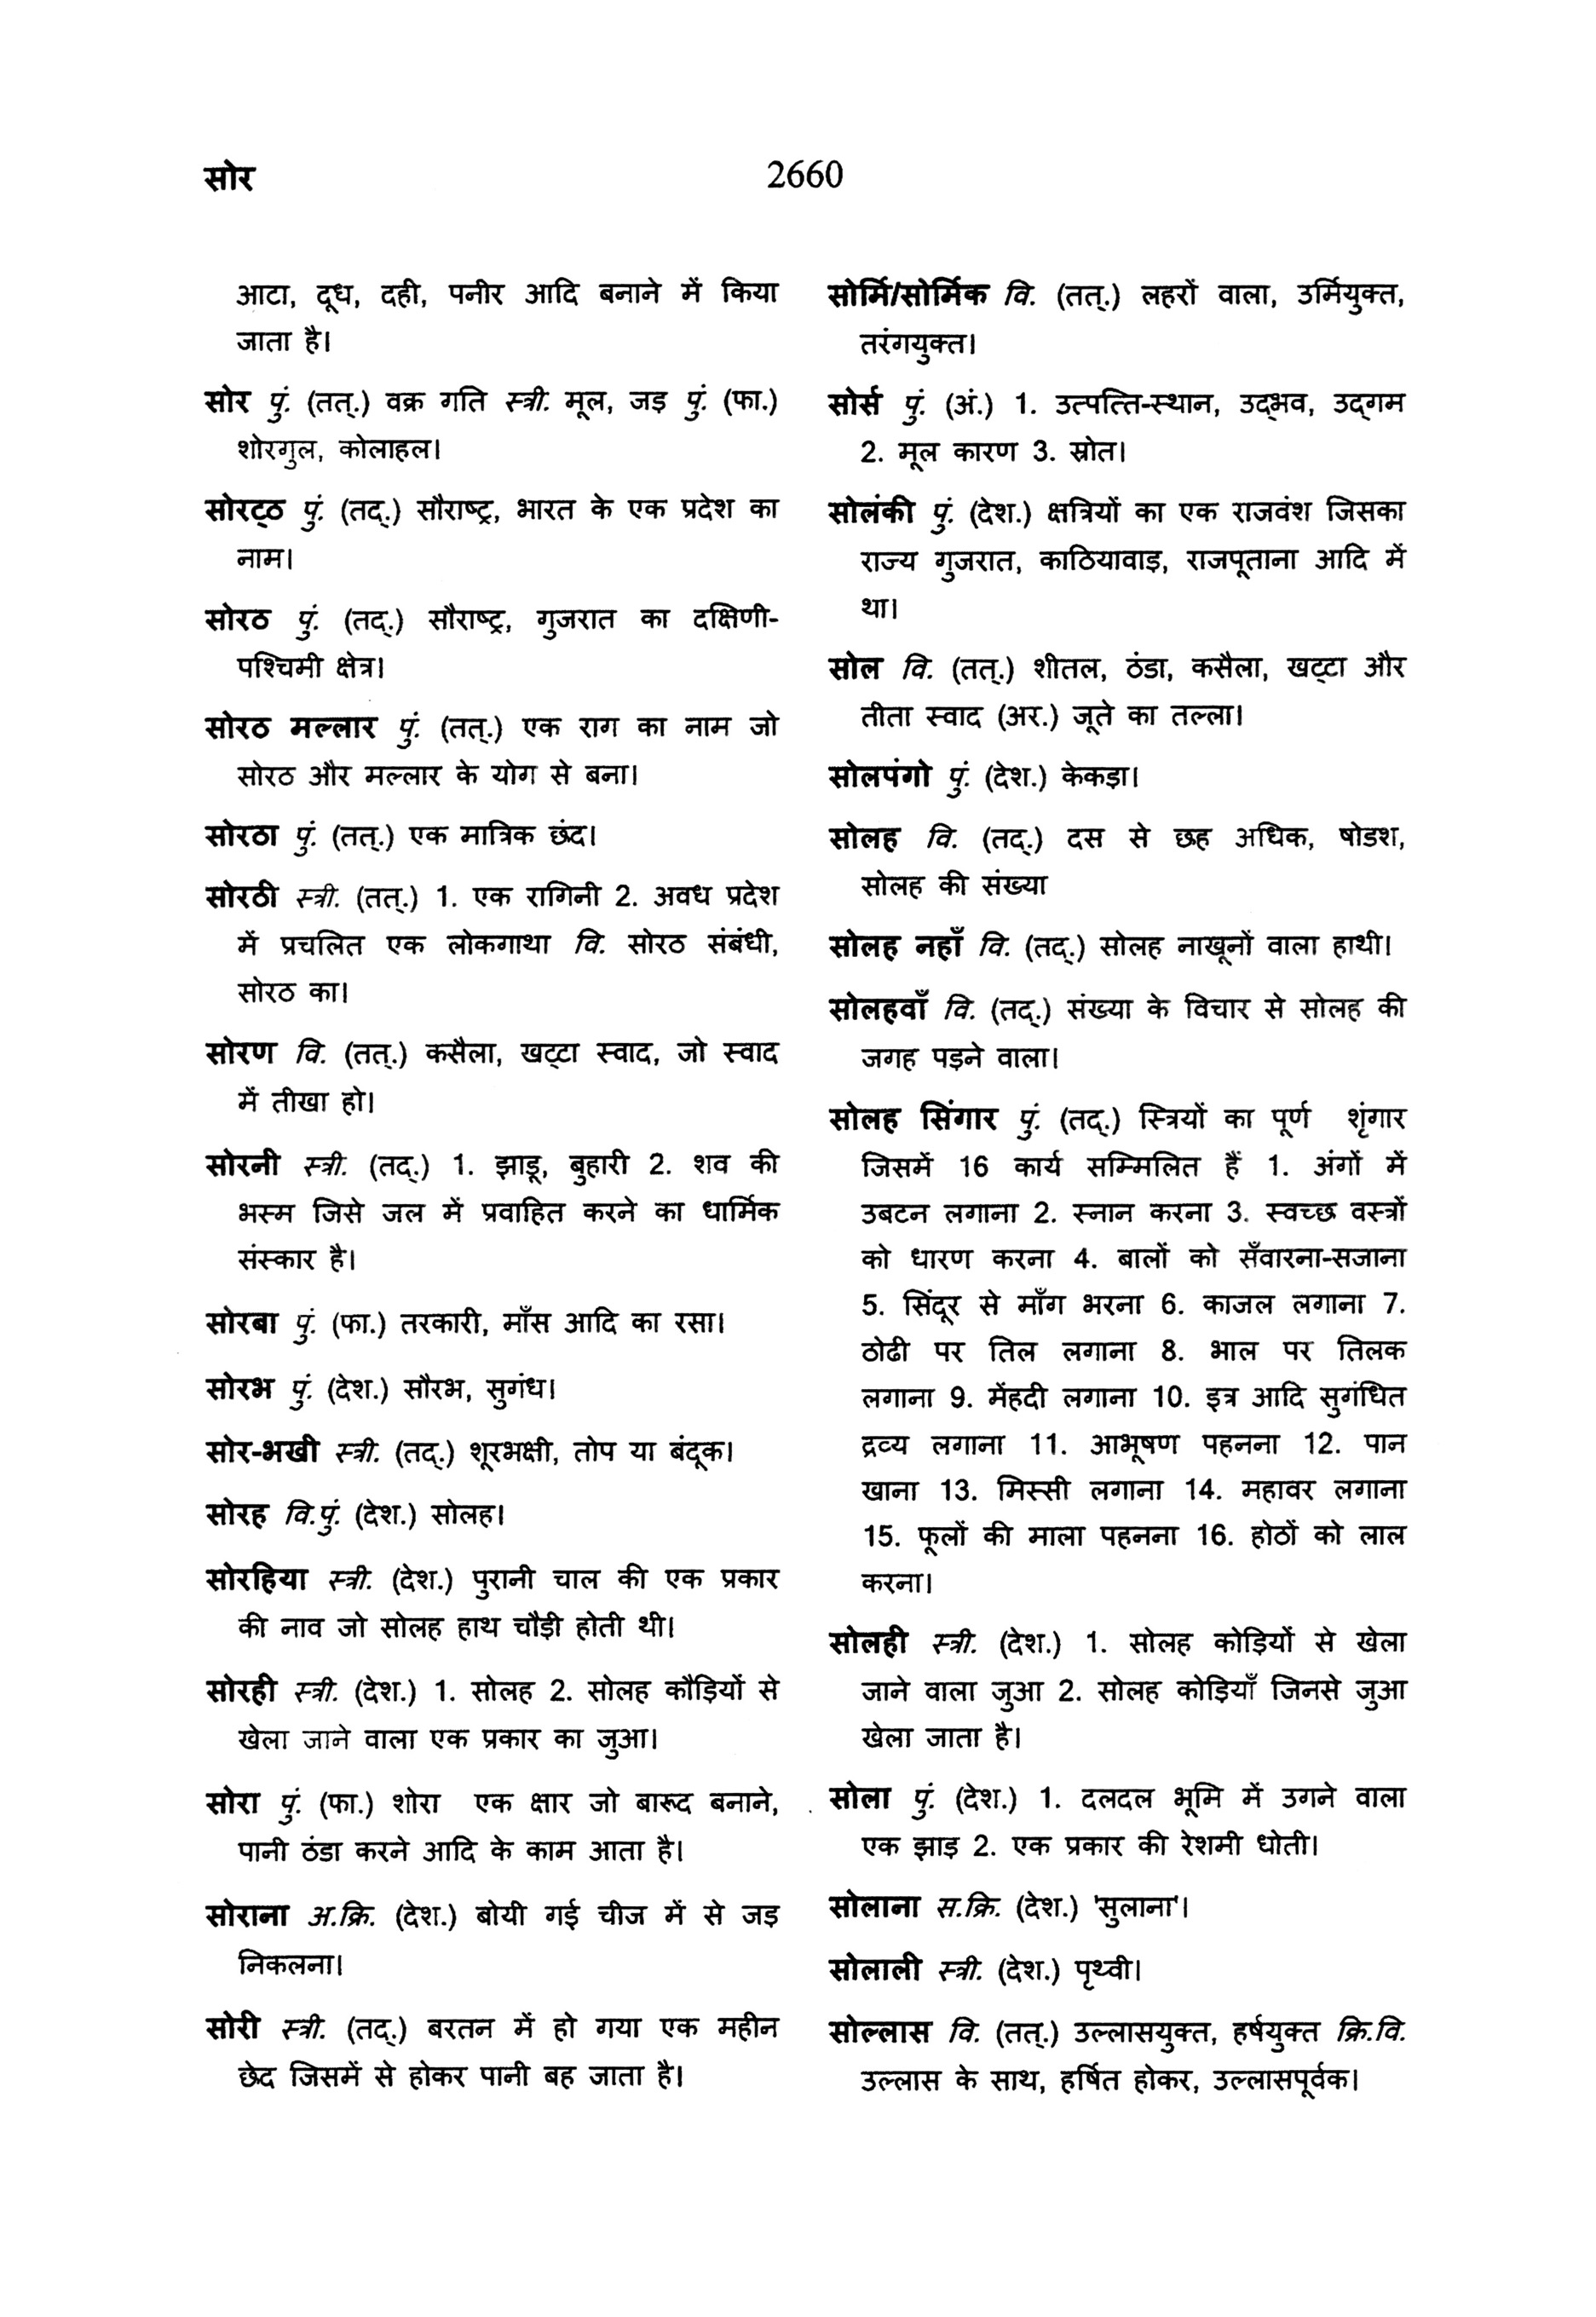 सोर
2660
आटा, दूध, दही, पनीर आदि बनाने में किया
जाता है।
सोर पुं. (तत्.) वक्र गति स्त्री. मूल, जड़ पुं. (फा.)
शोरगुल, कोलाहल।
सोरट्ठ पुं. (तद्.) सौराष्ट्र, भारत के एक प्रदेश का
नाम।
सोरठ पुं. (तद्.) सौराष्ट्र, गुजरात का दक्षिणी-
पश्चिमी क्षेत्र।
सोरठ मल्लार पुं. (तत्.) एक राग का नाम जो
सोरठ और मल्लार के योग से बना।
सोरठा पुं. (तत्.) एक मात्रिक छंद।
सोरठी स्त्री. (तत्.) 1. एक रागिनी 2. अवध प्रदेश
में प्रचलित एक लोकगाथा वि. सोरठ संबंधी,
सोरठ का।
सोरण वि. (तत्.) कसैला, खट्टा स्वाद, जो स्वाद
में तीखा हो।
सोरनी स्त्री. (तद्.) 1. झाड़ू, बुहारी 2. शव की
भस्म जिसे जल में प्रवाहित करने का धार्मिक
संस्कार है।
सोरबा पुं. (फा.) तरकारी, माँस आदि का रसा।
सोरभ पुं. (देश.) सौरभ, सुगंध।
सोर-भखी स्त्री. (तद्.) शूरभक्षी, तोप या बंदूक।
सोरह वि.पुं. (देश.) सोलह।
सोरहिया स्त्री. (देश.) पुरानी चाल की एक प्रकार
की नाव जो सोलह हाथ चौड़ी होती थी।
सोरही स्त्री. (देश.) 1. सोलह 2. सोलह कौड़ियों से
खेला जाने वाला एक प्रकार का जुआ।
सोरा पुं. (फा.) शोरा एक क्षार जो बारूद बनाने,
पानी ठंडा करने आदि के काम आता है।
सोराना अ.क्रि. (देश.) बोयी गई चीज में से जड़
निकलना।
सोरी स्त्री. (तद्.) बरतन में हो गया एक महीन
छेद जिसमें से होकर पानी बह जाता है।
सोर्मि/सोर्मिक वि. (तत्.) लहरों वाला, उर्मियुक्त,
तरंगयुक्त।
सोर्स पुं. (अं.) 1. उत्पत्ति-स्थान, उद्भव, उद्गम
2. मूल कारण 3. स्रोत।
सोलंकी पुं. (देश.) क्षत्रियों का एक राजवंश जिसका
राज्य गुजरात, काठियावाड़, राजपूताना आदि में
था।
सोल वि. (तत्.) शीतल, ठंडा, कसैला, खट्टा और
तीता स्वाद (अर.) जूते का तल्ला।
सोलपंगो पुं. (देश.) केकड़ा।
सोलह वि. (तद्.) दस से छह अधिक, षोडश,
सोलह की संख्या
सोलह नहाँ वि. (तद्.) सोलह नाखूनों वाला हाथी।
सोलहवाँ वि. (तद्.) संख्या के विचार से सोलह की
जगह पड़ने वाला।
सोलह सिंगार पुं. (तद्.) स्त्रियों का पूर्ण शृंगार
जिसमें 16 कार्य सम्मिलित हैं 1. अंगों में
उबटन लगाना 2. स्नान करना 3. स्वच्छ वस्त्रों
को धारण करना 4. बालों को सँवारना-सजाना
5. सिंदूर से माँग भरना 6. काजल लगाना 7.
ठोढी पर तिल लगाना 8. भाल पर तिलक
लगाना 9. मेंहदी लगाना 10. इत्र आदि सुगंधित
द्रव्य लगाना 11. आभूषण पहनना 12. पान
खाना 13. मिस्सी लगाना 14. महावर लगाना
15. फूलों की माला पहनना 16. होठों को लाल
करना।
सोलही स्त्री. (देश.) 1. सोलह कोड़ियों से खेला
जाने वाला जुआ 2. सोलह कोड़ियाँ जिनसे जुआ
खेला जाता है।
सोला पुं. (देश.) 1. दलदल भूमि में उगने वाला
एक झाड़ 2. एक प्रकार की रेशमी धोती।
सोलाना स.क्रि. (देश.) 'सुलाना'।
सोलाली स्त्री. (देश.) पृथ्वी।
सोल्लास वि. (तत्.) उल्लासयुक्त, हर्षयुक्त क्रि.वि.
उल्लास के साथ, हर्षित होकर, उल्लासपूर्वक।